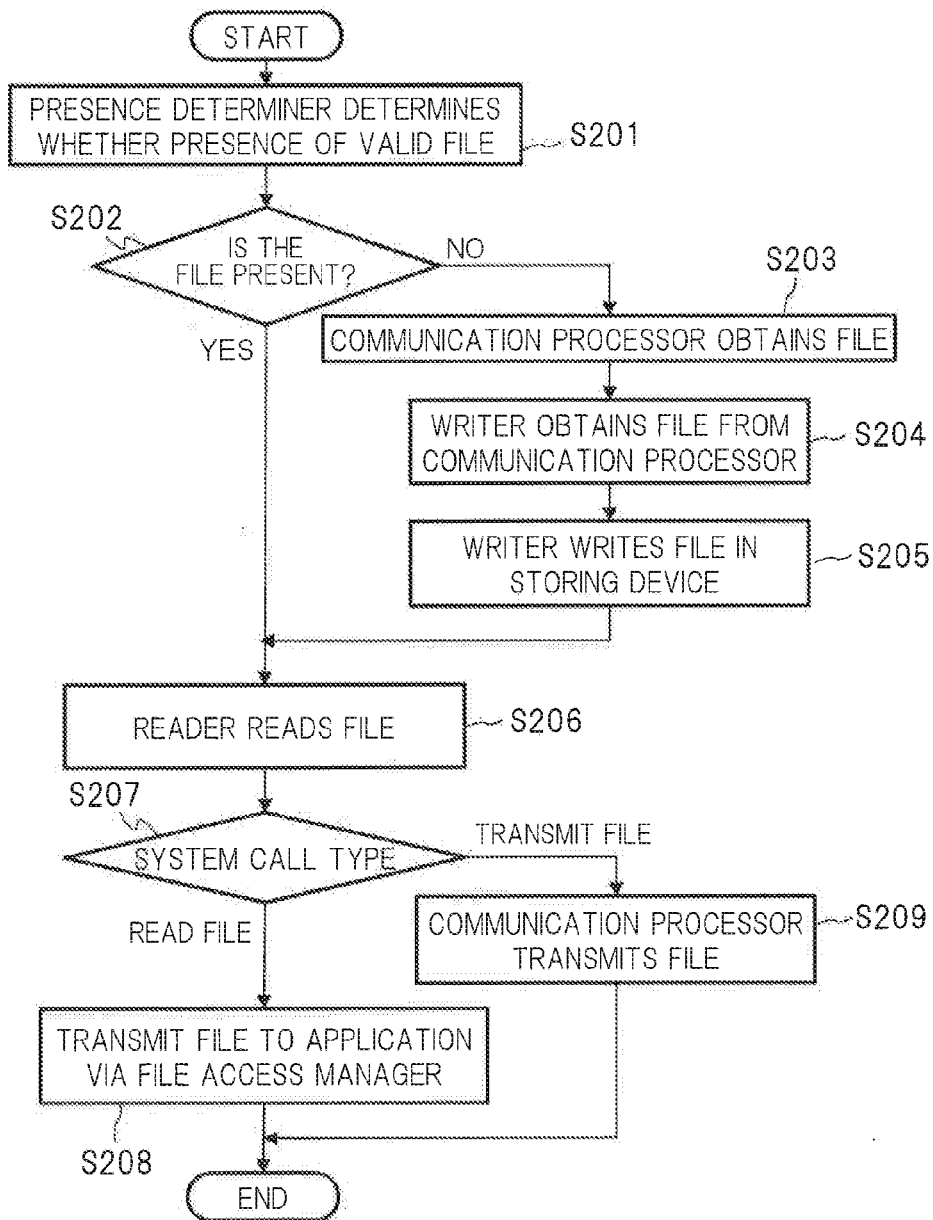 START
PRESENCE DETERMINER DETERMINES
WHETHER PRESENCE OF VALID FILE
S201
S202
IS THE
FILE PRESENT?
NO
YES
S203
COMMUNICATION PROCESSOR OBTAINS FILE
WRITER OBTAINS FILE FROM
COMMUNICATION PROCESSOR
S204
WRITER WRITES FILE IN
STORING DEVICE
S205
READER READS FILE
S206
S207
SYSTEM CALL TYPE
TRANSMIT FILE
READ FILE
COMMUNICATION PROCESSOR
TRANSMITS FILE
S209
TRANSMIT FILE TO APPLICATION
VIA FILE ACCESS MANAGER
S208
END